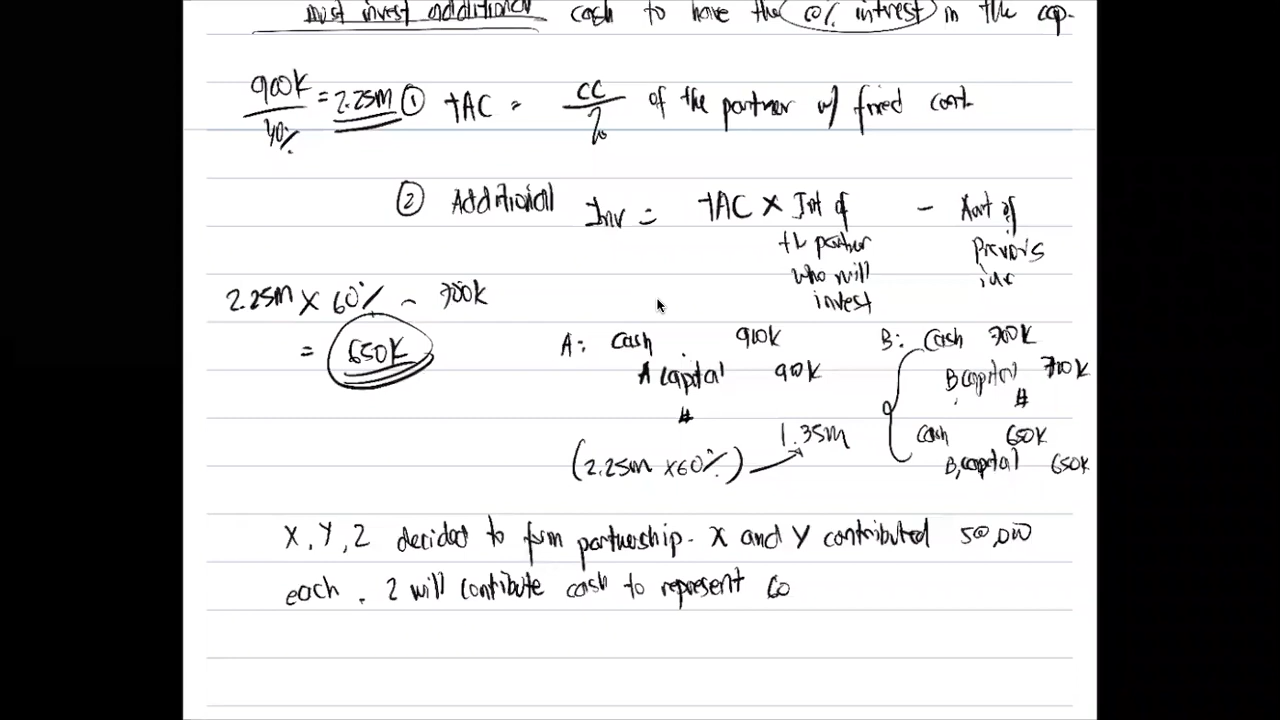 must invest additional cash to have the 60% intrest in the cap.
900K
40%
= 2.25m ① TAC = CC / % of the partner w/ fixed cont.
② Additional Inv = TAC X Int of the partner who will invest - Amt of previous inv
2.25m X 60% - 700k
= 650K
A: Cash 900K
A capital 900K
#
B: Cash 700K
B, capital 700K
#
Cash 650K
B, capital 650K
(2.25m X 60%) 1.35m
X, Y, Z decided to form partnership. X and Y contributed 50,000
each. Z will contibute cash to represent 60